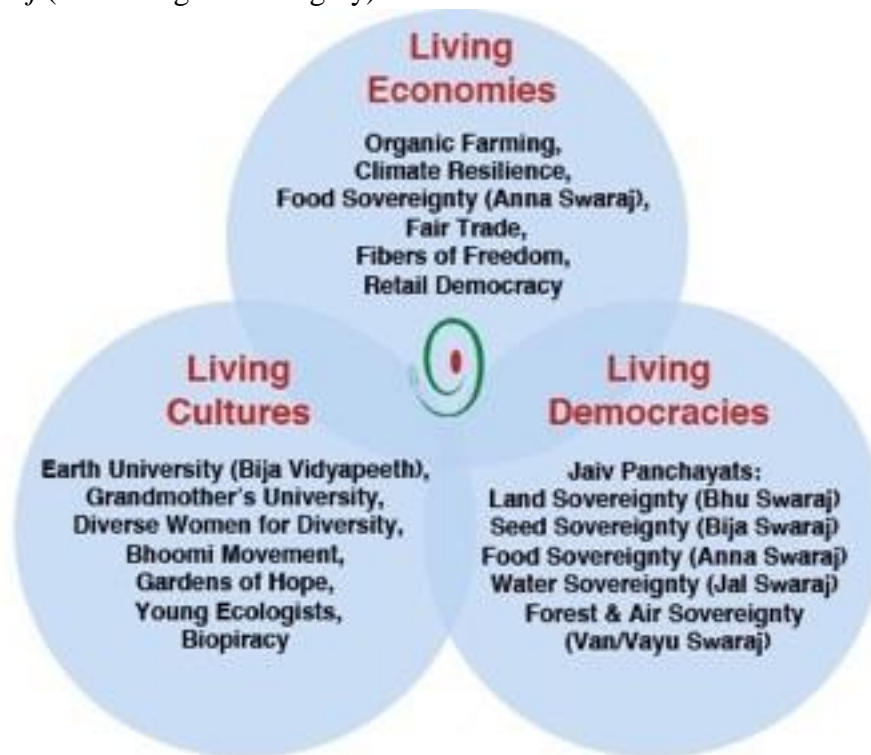 Living
Economies
Organic Farming,
Climate Resilience,
Food Sovereignty (Anna Swaraj),
Fair Trade,
Fibers of Freedom,
Retail Democracy
Living
Cultures
Earth University (Bija Vidyapeeth),
Grandmother's University,
Diverse Women for Diversity,
Bhoomi Movement,
Gardens of Hope,
Young Ecologists,
Biopiracy
Living
Democracies
Jaiv Panchayats:
Land Sovereignty (Bhu Swaraj)
Seed Sovereignty (Bija Swaraj)
Food Sovereignty (Anna Swaraj)
Water Sovereignty (Jal Swaraj)
Forest & Air Sovereignty
(Van/Vayu Swaraj)